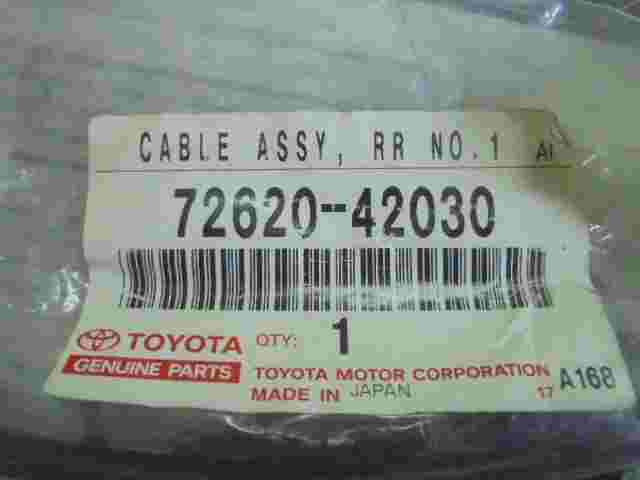 CABLE ASSY, RR NO.1 AI
72620-42030
TOYOTA QTY: 1
GENUINE PARTS
TOYOTA MOTOR CORPORATION
MADE IN JAPAN 17 A168